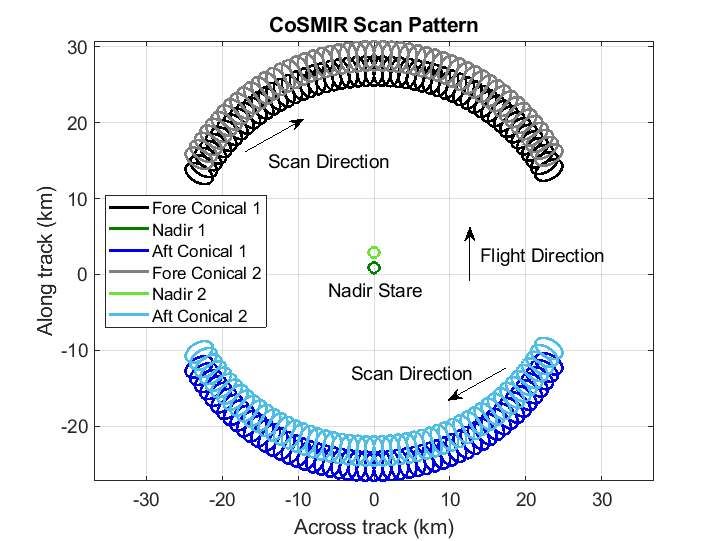 CoSMIR Scan Pattern
30
20
10
0
-10
-20
Along track (km)
Scan Direction
Fore Conical 1
Nadir 1
Aft Conical 1
Fore Conical 2
Nadir 2
Aft Conical 2
Flight Direction
Nadir Stare
Scan Direction
-30
-20
-10
0
10
20
30
Across track (km)